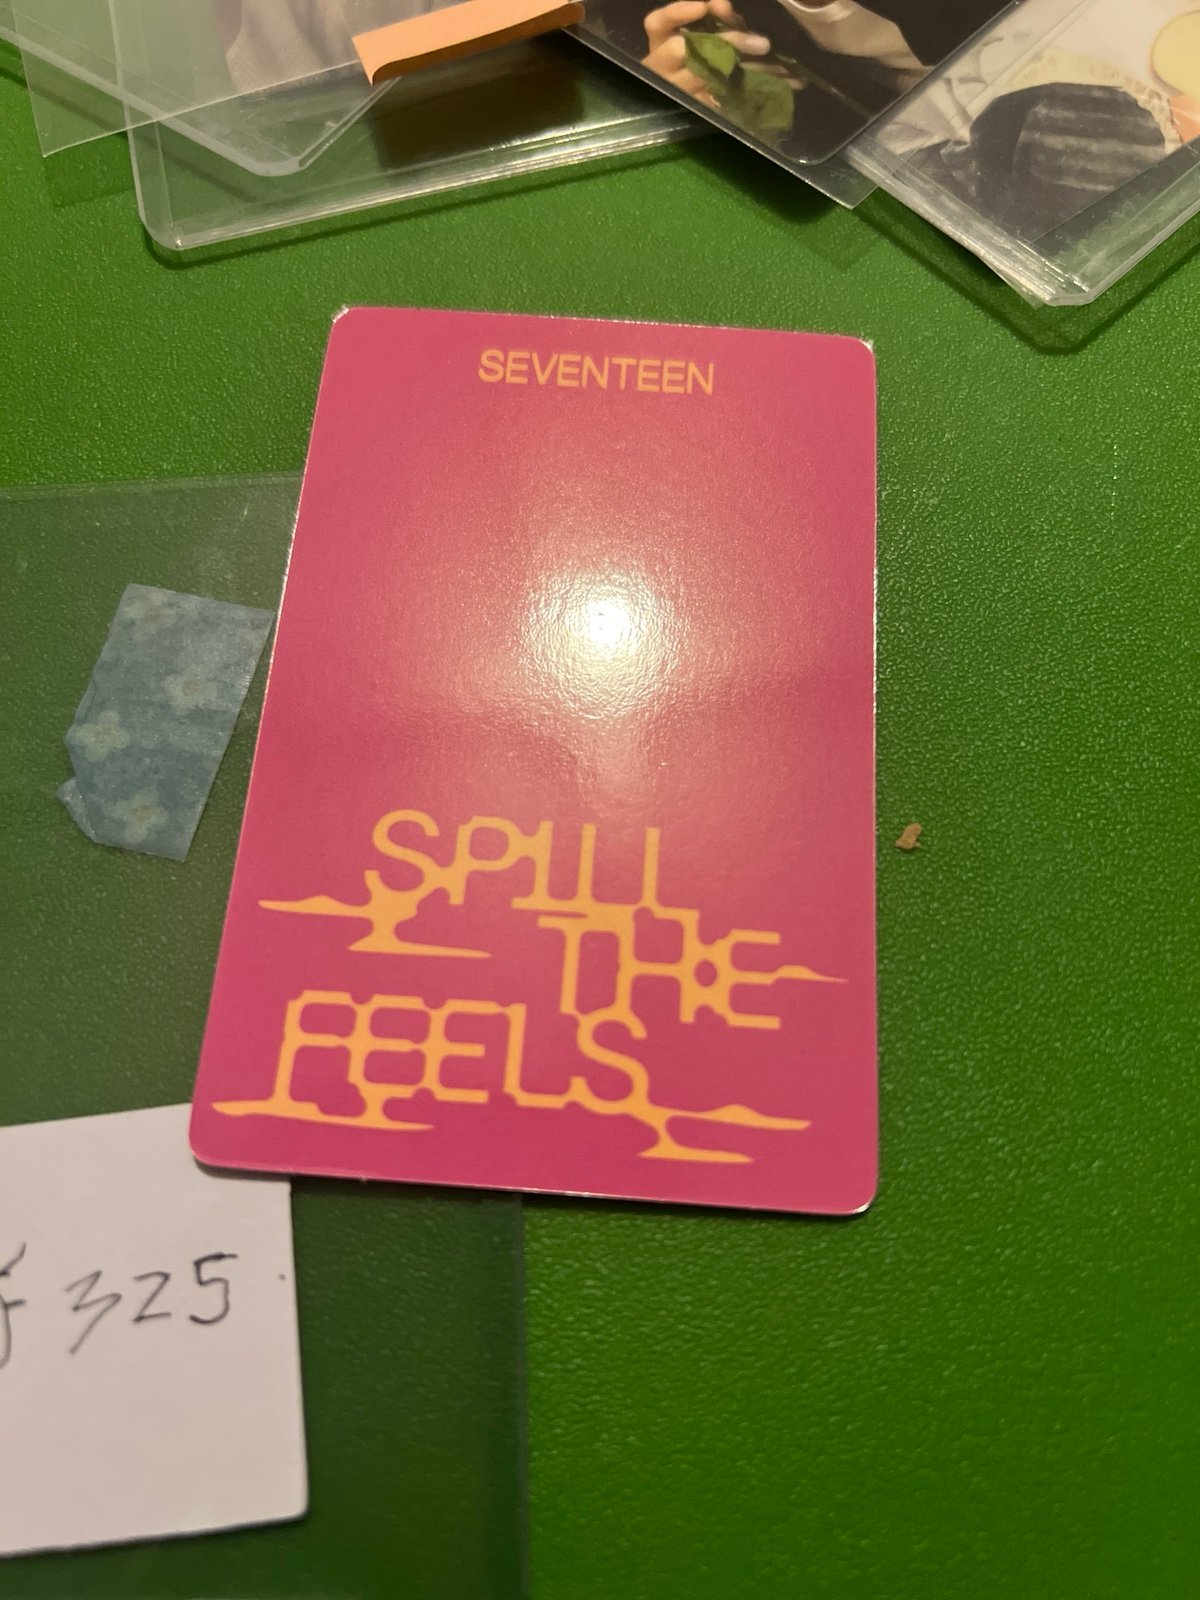 SEVENTEEN
SPILL
THE
FEELS
325